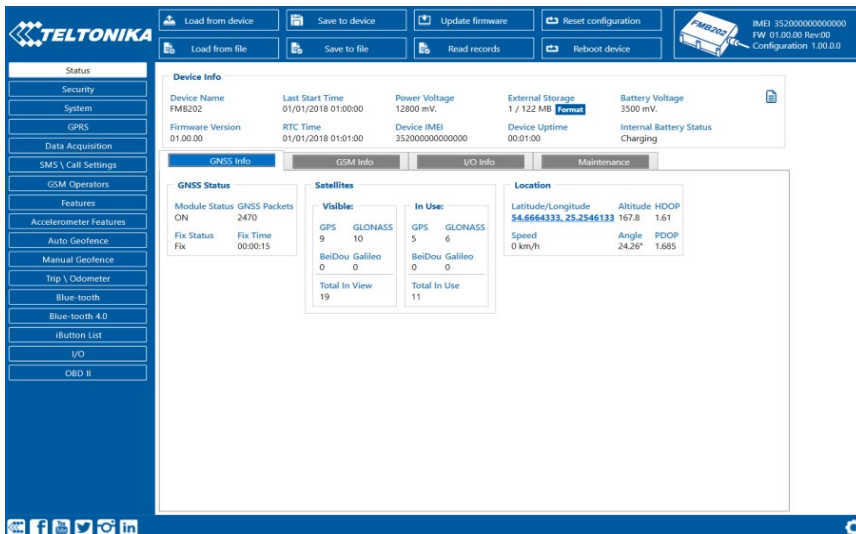 TELTONIKA
Load from device
Save to device
Update firmware
Reset configuration
Load from file
Save to file
Read records
Reboot device
FMB202
IMEI 352000000000000
FW 01.00.00 Rev:00
Configuration 1.00.0.0
Status
Security
System
GPRS
Data Acquisition
SMS \ Call Settings
GSM Operators
Features
Accelerometer Features
Auto Geofence
Manual Geofence
Trip \ Odometer
Blue-tooth
Blue-tooth 4.0
iButton List
I/O
OBD II
Device Info
Device Name Last Start Time Power Voltage External Storage Battery Voltage
FMB202 01/01/2018 01:00:00 12800 mV. 1 / 122 MB Format 3500 mV.
Firmware Version RTC Time Device IMEI Device Uptime Internal Battery Status
01.00.00 01/01/2018 01:01:00 352000000000000 00:01:00 Charging
GNSS Info GSM Info I/O Info Maintenance
GNSS Status
Module Status GNSS Packets
ON 2470
Fix Status Fix Time
Fix 00:00:15
Satellites
Visible:
GPS GLONASS
9 10
BeiDou Galileo
0 0
Total In View
19
In Use:
GPS GLONASS
5 6
BeiDou Galileo
0 0
Total In Use
11
Location
Latitude/Longitude Altitude HDOP
54.6664333, 25.2546133 167.8 1.61
Speed Angle PDOP
0 km/h 24.26° 1.685